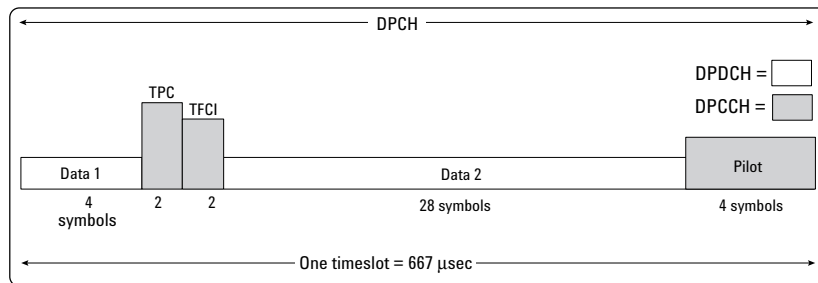 DPCH
DPDCH =
DPCCH =
TPC
TFCI
Data 1
Data 2
Pilot
4
symbols
2
2
28 symbols
4 symbols
One timeslot = 667 µsec